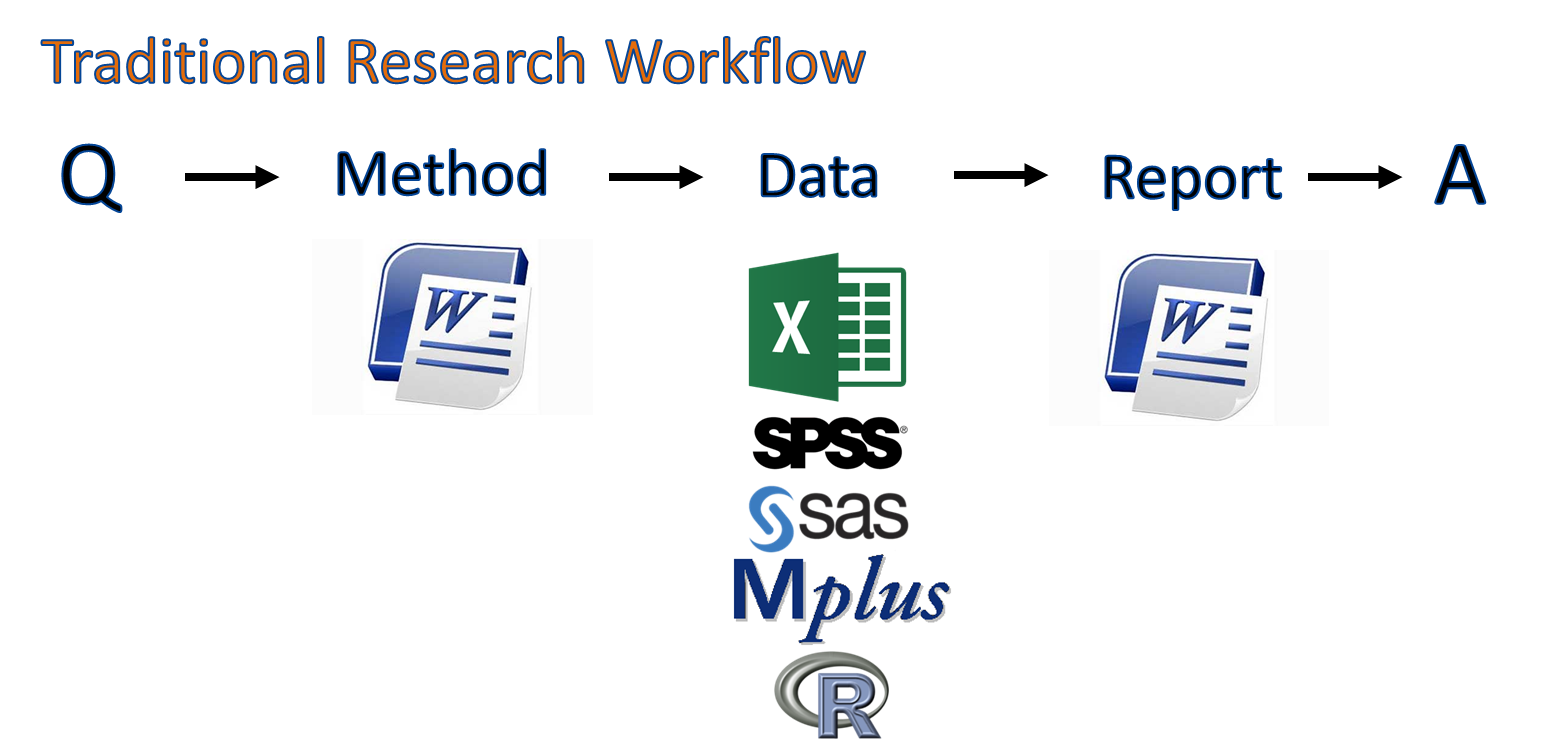 Traditional Research Workflow
Q Method Data Report A
W X W
SPSS®
sas
Mplus
R